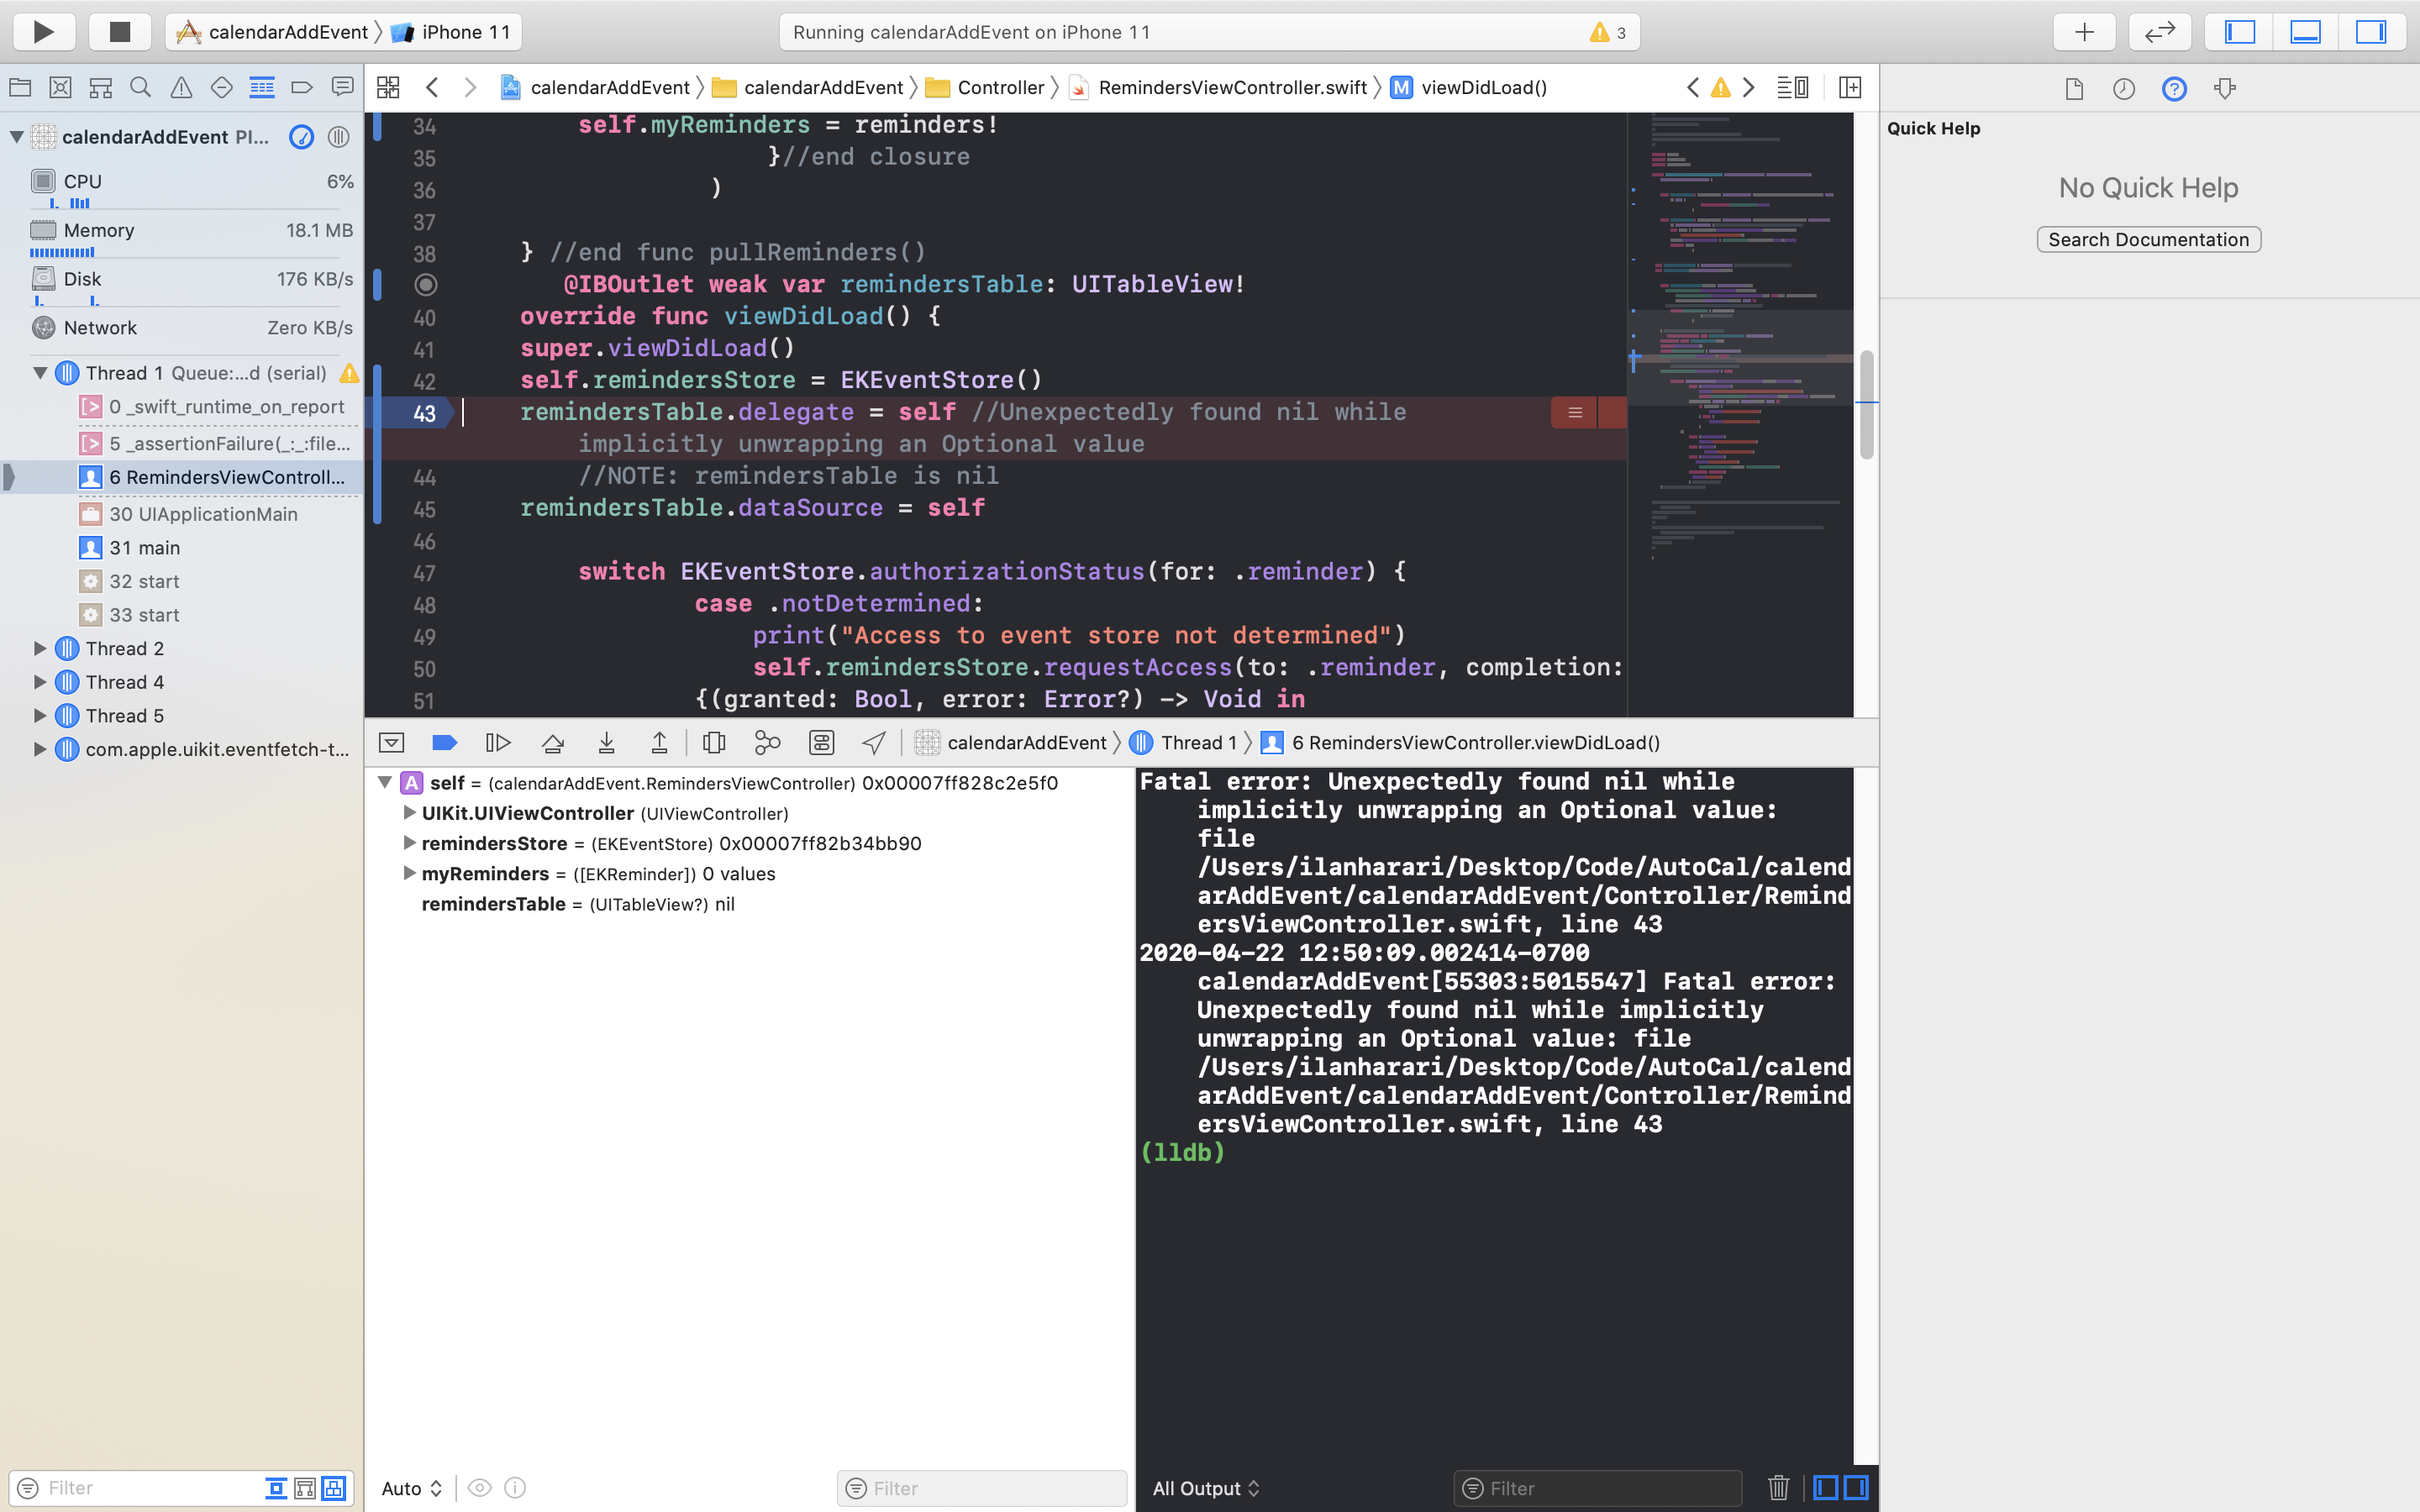 calendarAddEvent
iPhone 11
Running calendarAddEvent on iPhone 11
3
calendarAddEvent
calendarAddEvent
Controller
RemindersViewController.swift
M
viewDidLoad()
calendarAddEvent PI...
CPU 6%
Memory 18.1 MB
Disk 176 KB/s
Network Zero KB/s
Thread 1 Queue:...d (serial)
0 _swift_runtime_on_report
5 _assertionFailure(_:_:file...
6 RemindersViewControll...
30 UIApplicationMain
31 main
32 start
33 start
Thread 2
Thread 4
Thread 5
com.apple.uikit.eventfetch-t...
Filter
34 self.myReminders = reminders!
35 }//end closure
36 )
37
38 } //end func pullReminders()
@IBOutlet weak var remindersTable: UITableView!
40 override func viewDidLoad() {
41 super.viewDidLoad()
42 self.remindersStore = EKEventStore()
43 remindersTable.delegate = self //Unexpectedly found nil while
implicitly unwrapping an Optional value
44 //NOTE: remindersTable is nil
45 remindersTable.dataSource = self
46
47 switch EKEventStore.authorizationStatus(for: .reminder) {
48 case .notDetermined:
49 print("Access to event store not determined")
50 self.remindersStore.requestAccess(to: .reminder, completion:
51 {(granted: Bool, error: Error?) -> Void in
Quick Help
No Quick Help
Search Documentation
calendarAddEvent
Thread 1
6 RemindersViewController.viewDidLoad()
A self = (calendarAddEvent.RemindersViewController) 0x00007ff828c2e5f0
UIKit.UIViewController (UIViewController)
remindersStore = (EKEventStore) 0x00007ff82b34bb90
myReminders = ([EKReminder]) 0 values
remindersTable = (UITableView?) nil
Auto
Filter
Fatal error: Unexpectedly found nil while
implicitly unwrapping an Optional value:
file
/Users/ilanharari/Desktop/Code/AutoCal/calend
arAddEvent/calendarAddEvent/Controller/Remind
ersViewController.swift, line 43
2020-04-22 12:50:09.002414-0700
calendarAddEvent[55303:5015547] Fatal error:
Unexpectedly found nil while implicitly
unwrapping an Optional value: file
/Users/ilanharari/Desktop/Code/AutoCal/calend
arAddEvent/calendarAddEvent/Controller/Remind
ersViewController.swift, line 43
(lldb)
All Output
Filter